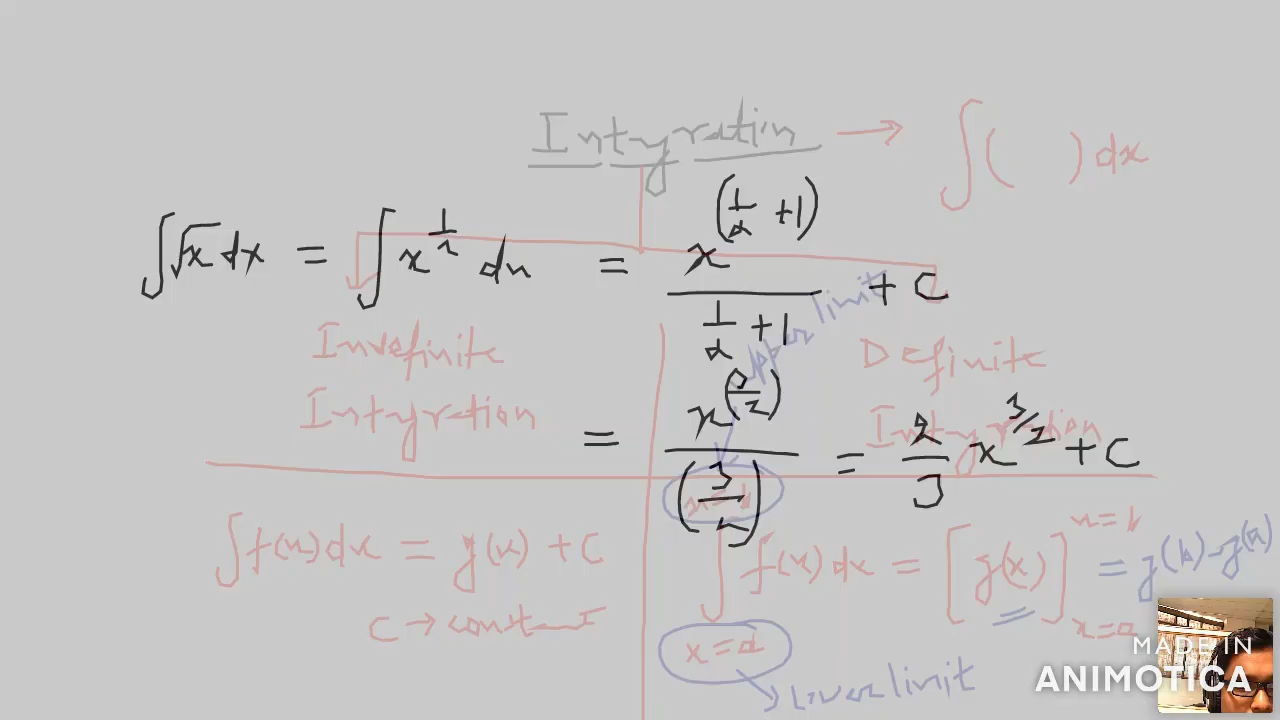 Integration → ∫( ) dx
∫√x dx = ∫ x^(1/2) dx = x^(1/2 + 1) / (1/2 + 1) + C
upper limit
Indefinite Integration
Definite Integration
= x^(3/2) / (3/2) = 2/3 x^(3/2) + C
x=b
∫f(x)dx = g(x) + C
C → constant
∫ f(x) dx = [g(x)] x=b x=a = g(b)-g(a)
x=a
Lower limit
MADE IN
ANIMOTICA